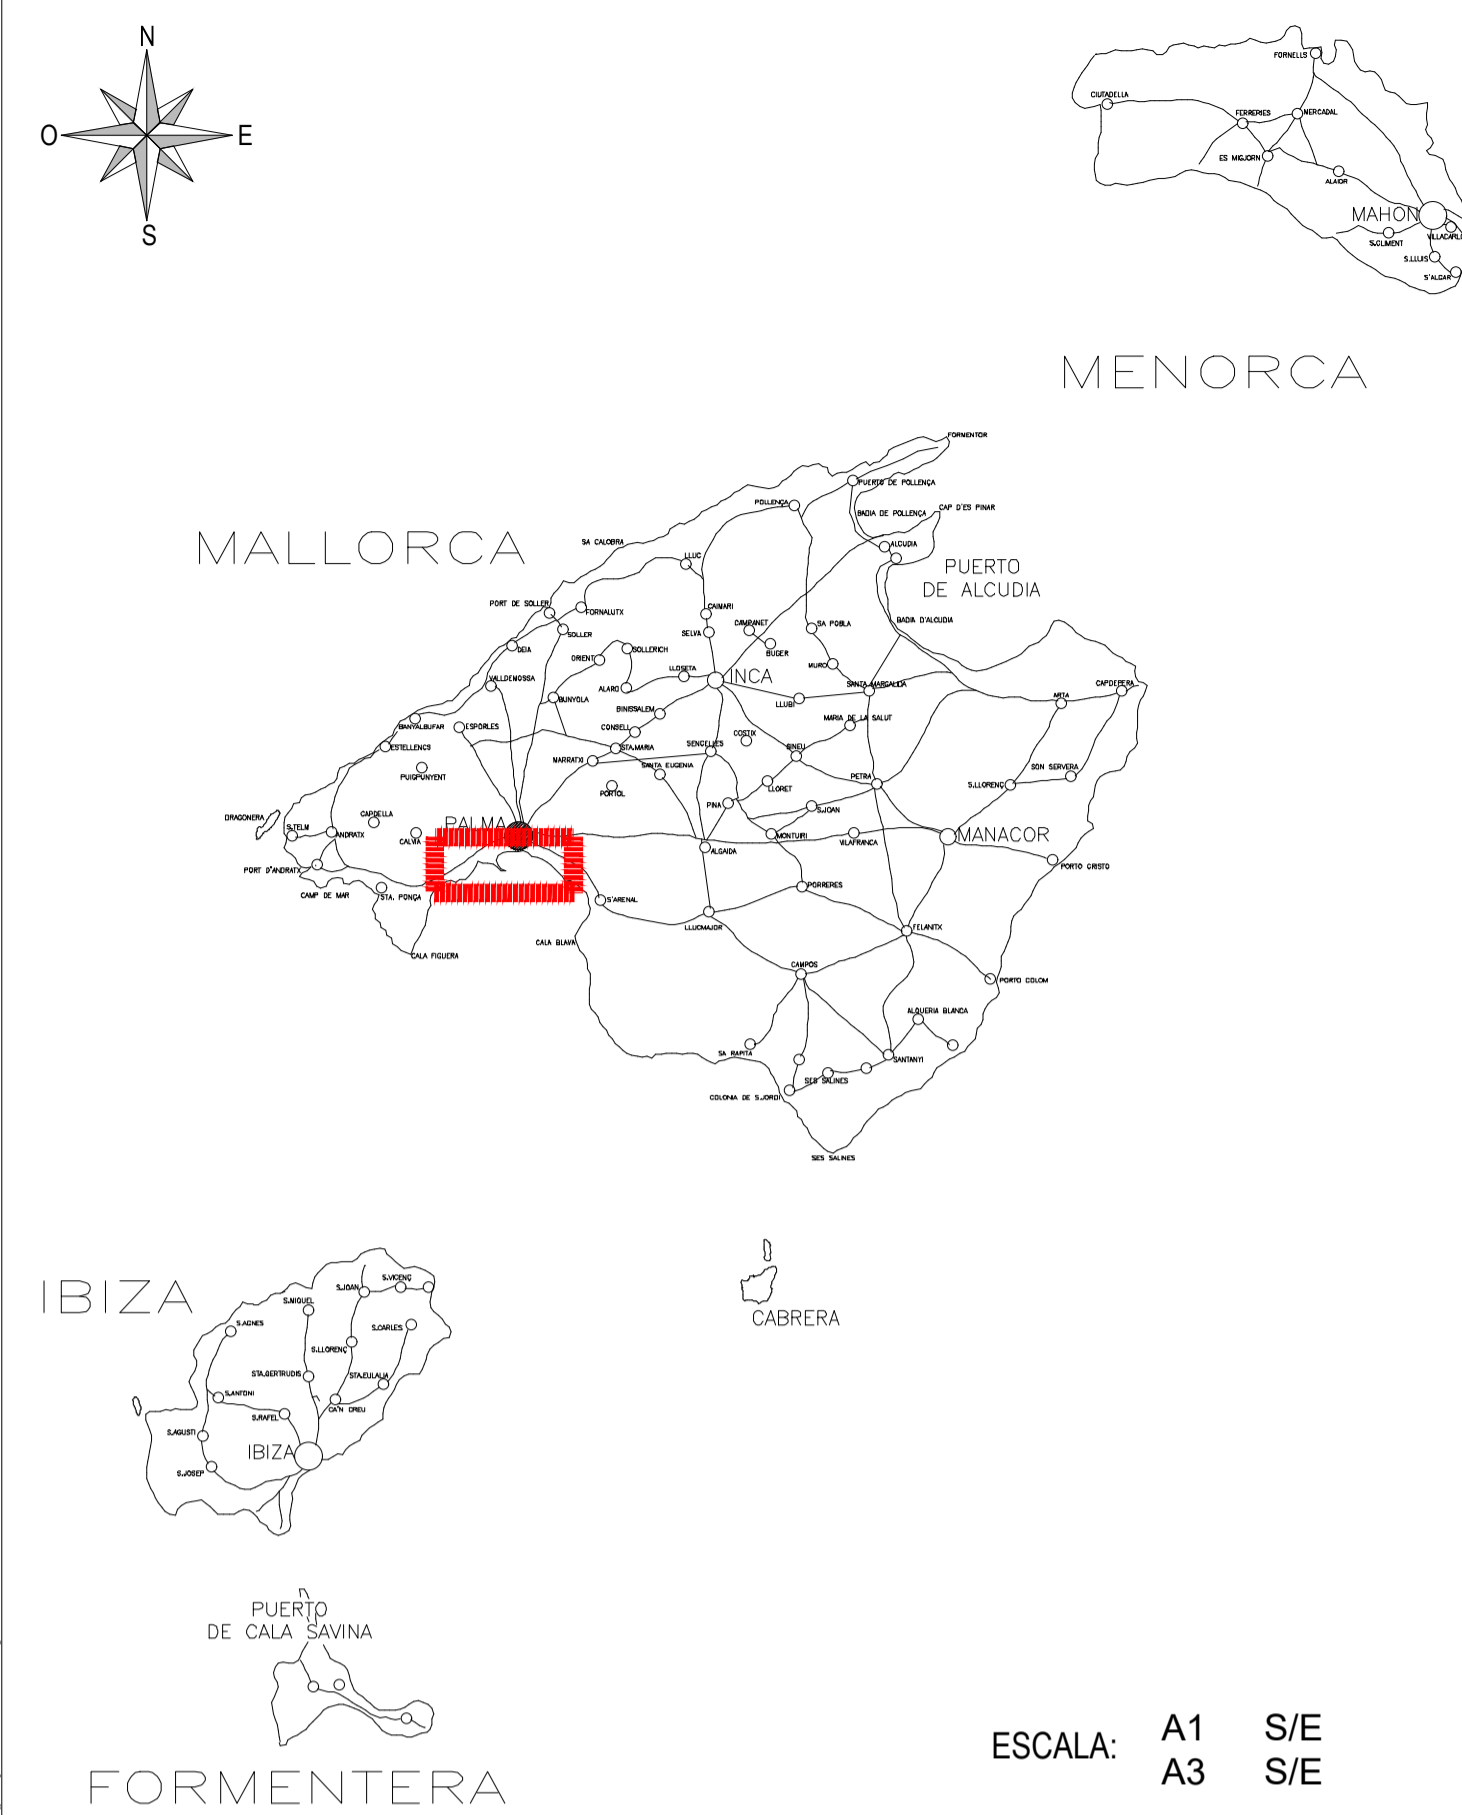 N
O
E
S
FORNELLS
CIUTADELLA
FERRERIES
MERCADAL
ES MIGJORN
ALAIOR
MAHON
S.CLIMENT
S.LLUIS
S'ALGAR
MENORCA
MALLORCA
FORMENTOR
PUERTO DE POLLENÇA
POLLENÇA
BADIA DE POLLENÇA
CAP D'ES PINAR
SA CALOBRA
ALCUDIA
LLUC
PUERTO
DE ALCUDIA
PORT DE SOLLER
FORNALUTX
CAIMARI
CAMPANET
SA POBLA
BADIA D'ALCUDIA
SOLLER
SELVA
DEIA
SOLLERICH
BUGER
ORIENT
MURO
LLOSETA
INCA
VALLDEMOSSA
ALARO
SANTA MARGALIDA
CAPDEPERA
BUNYOLA
LLUBI
ARTA
BINISSALEM
BANYALBUFAR
ESPORLES
CONSELL
MARIA DE LA SALUT
COSTIX
ESTELLENCS
STA.MARIA
SENCELLES
SINEU
MARRATXI
SANTA EUGENIA
SON SERVERA
PUIGPUNYENT
PETRA
S.LLORENÇ
PORTOL
LLORET
PINA
S.JOAN
DRAGONERA
CAPDELLA
PALMA
S.TELM
ANDRATX
CALVIA
MONTUIRI
VILAFRANCA
MANACOR
ALGAIDA
PORT D'ANDRATX
PORTO CRISTO
CAMP DE MAR
STA. PONÇA
S'ARENAL
PORRERES
LLUCMAJOR
FELANITX
CALA BLAVA
CALA FIGUERA
CAMPOS
PORTO COLOM
ALQUERIA BLANCA
SA RAPITA
SANTANYI
SES SALINES
COLONIA DE S.JORDI
SES SALINES
CABRERA
IBIZA
S.VICENÇ
S.JOAN
S.MIQUEL
S.AGNES
S.CARLES
S.LLORENÇ
STA.GERTRUDIS
STA.EULALIA
S.ANTONI
CA'N CREU
S.RAFEL
S.AGUSTI
IBIZA
S.JOSEP
PUERTO
DE CALA SAVINA
FORMENTERA
ESCALA:
A1 S/E
A3 S/E